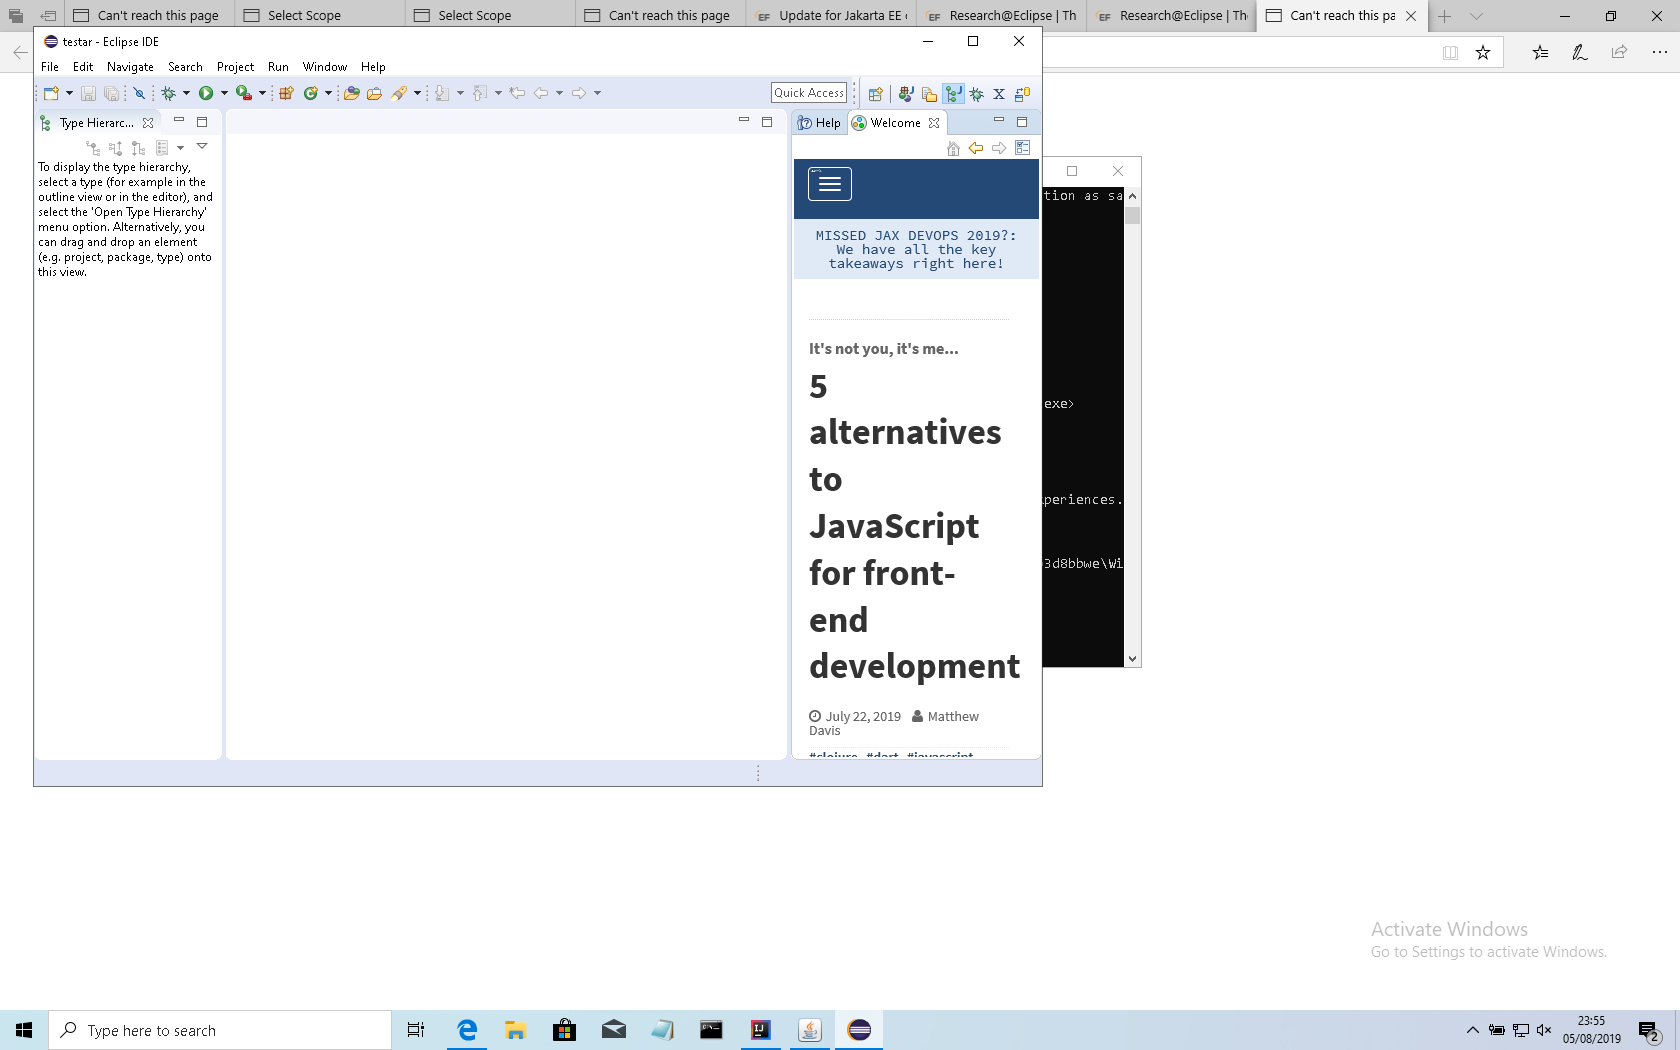 Can't reach this page
Select Scope
Select Scope
Can't reach this page
Update for Jakarta EE
Research@Eclipse | Th
Research@Eclipse | Th
Can't reach this pa
testar - Eclipse IDE
File Edit Navigate Search Project Run Window Help
Quick Access
Type Hierarc...
Help
Welcome
To display the type hierarchy,
select a type (for example in the
outline view or in the editor), and
select the 'Open Type Hierarchy'
menu option. Alternatively, you
can drag and drop an element
(e.g. project, package, type) onto
this view.
MISSED JAX DEVOPS 2019?:
We have all the key
takeaways right here!
It's not you, it's me...
5
alternatives
to
JavaScript
for front-
end
development
July 22, 2019 Matthew
Davis
#clojure #dart #javascript
tion as sa
exe>
periences.
3d8bbwe\Wi
Activate Windows
Go to Settings to activate Windows.
Type here to search
23:55
05/08/2019
2